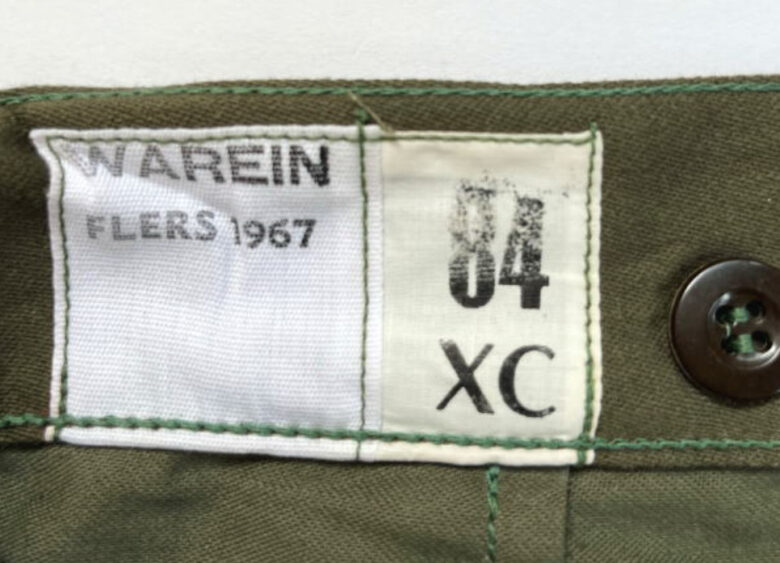 WAREIN
FLERS 1967
84
XC